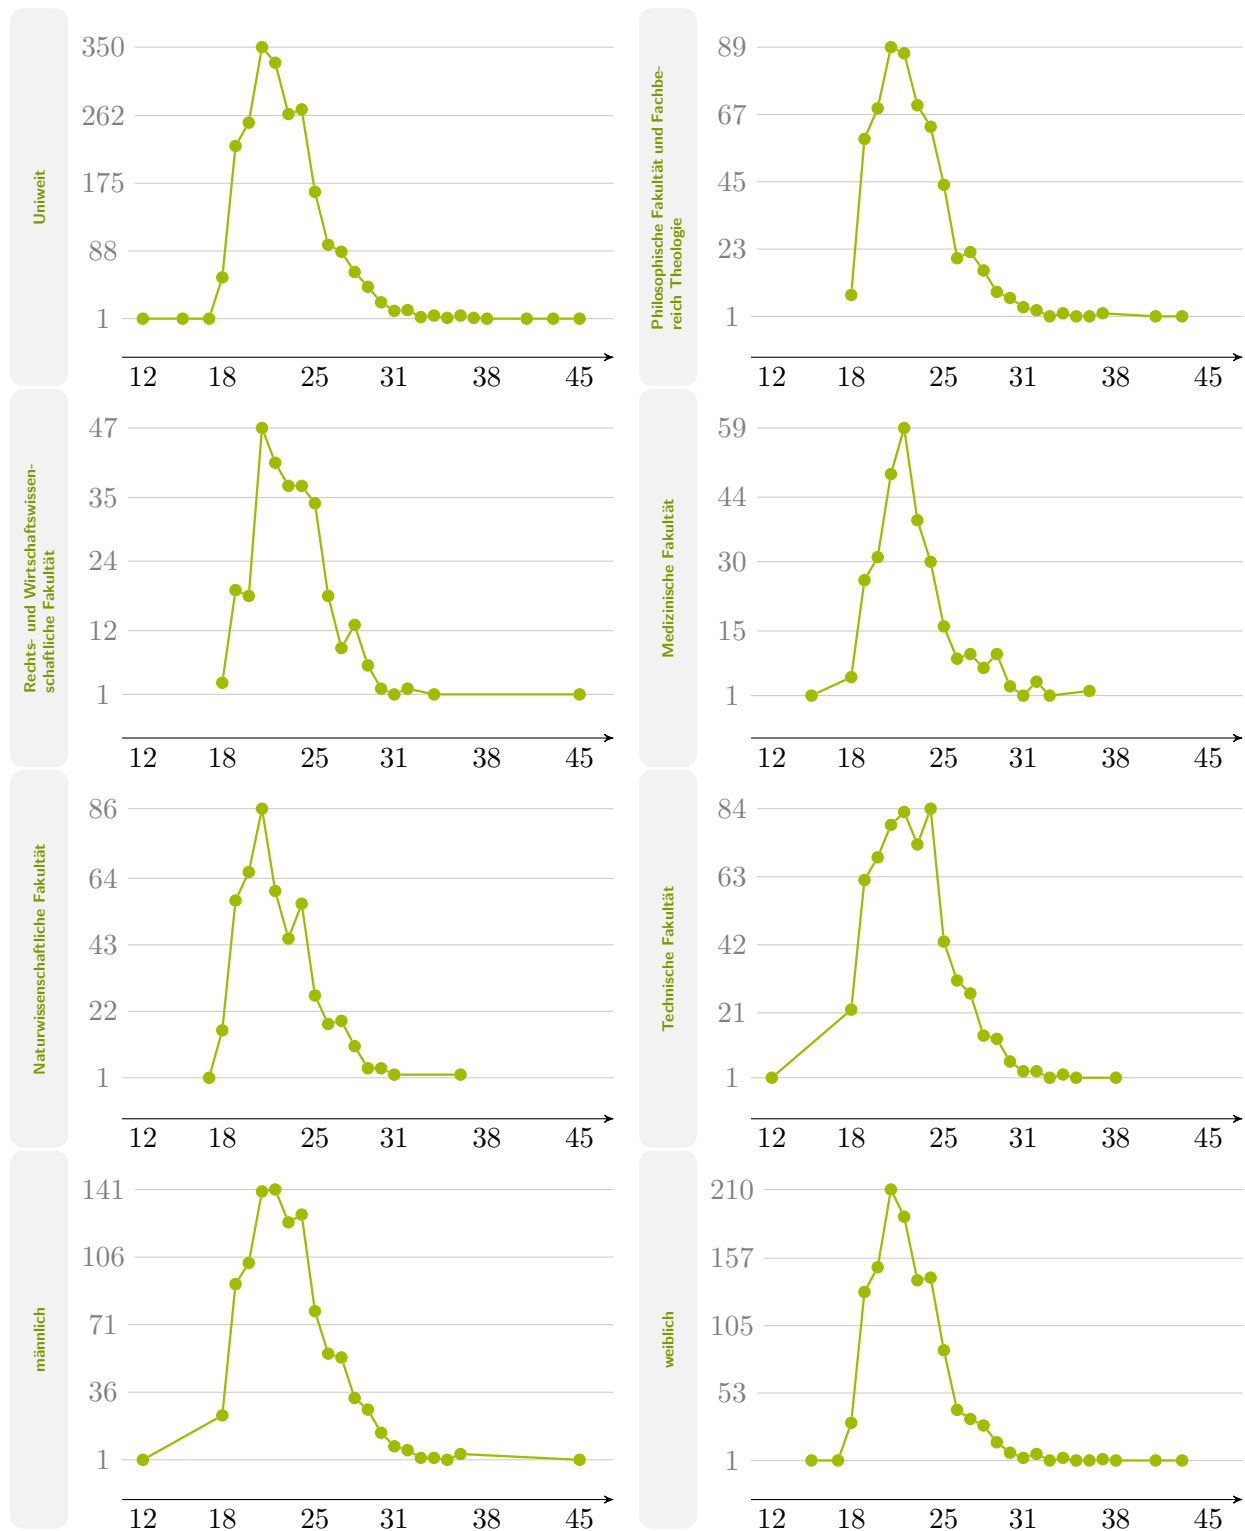 Uniweit
350
262
175
88
1
12 18 25 31 38 45
Philosophische Fakultät und Fachbe-
reich Theologie
89
67
45
23
1
12 18 25 31 38 45
Rechts- und Wirtschaftswissen-
schaftliche Fakultät
47
35
24
12
1
12 18 25 31 38 45
Medizinische Fakultät
59
44
30
15
1
12 18 25 31 38 45
Naturwissenschaftliche Fakultät
86
64
43
22
1
12 18 25 31 38 45
Technische Fakultät
84
63
42
21
1
12 18 25 31 38 45
männlich
141
106
71
36
1
12 18 25 31 38 45
weiblich
210
157
105
53
1
12 18 25 31 38 45